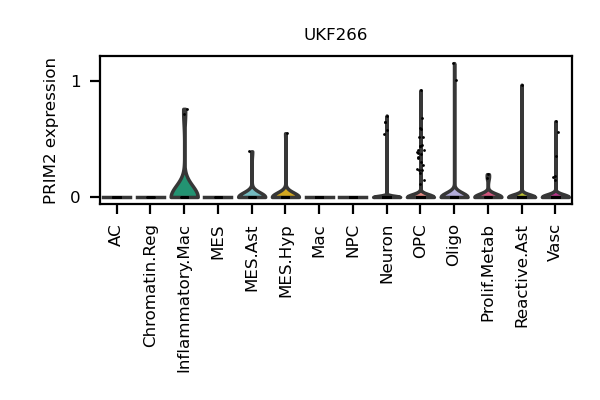 UKF266
PRIM2 expression
1
0
AC
Chromatin.Reg
Inflammatory.Mac
MES
MES.Ast
MES.Hyp
Mac
NPC
Neuron
OPC
Oligo
Prolif.Metab
Reactive.Ast
Vasc